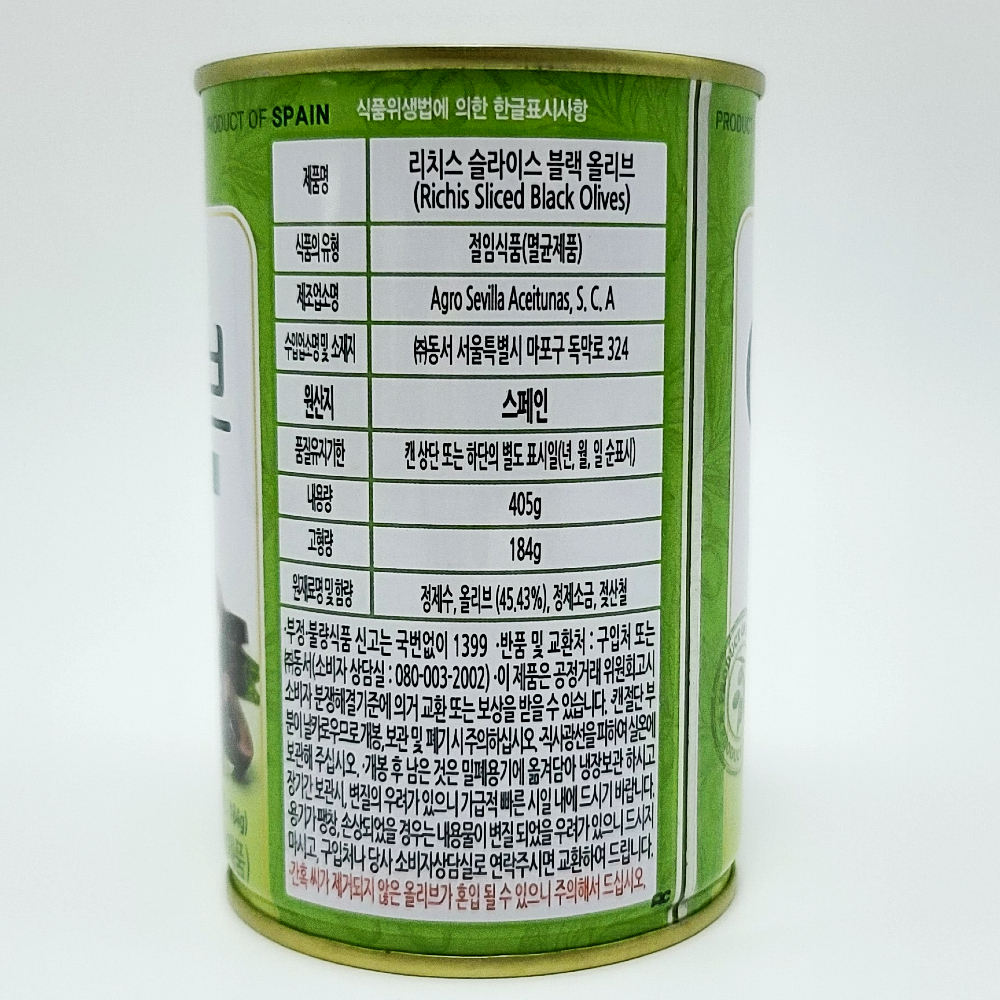 PRODUCT OF SPAIN
식품위생법에 의한 한글표시사항
제품명 리치스 슬라이스 블랙 올리브
(Richis Sliced Black Olives)
식품의 유형 절임식품(멸균제품)
제조업소명 Agro Sevilla Aceitunas, S. C. A
수입업소명 및 소재지 ㈜동서 서울특별시 마포구 독막로 324
원산지 스페인
품질유지기한 캔 상단 또는 하단의 별도 표시일(년, 월, 일 순표시)
내용량 405g
고형량 184g
원재료명 및 함량 정제수, 올리브 (45.43%), 정제소금, 젖산철
·부정·불량식품 신고는 국번없이 1399 ·반품 및 교환처 : 구입처 또는
㈜동서(소비자 상담실 : 080-003-2002) ·이 제품은 공정거래 위원회고시
소비자 분쟁해결기준에 의거 교환 또는 보상을 받을 수 있습니다. ·캔절단 부
분이 날카로우므로 개봉, 보관 및 폐기 시 주의하십시오. ·직사광선을 피하여 실온에
보관해 주십시오. ·개봉 후 남은 것은 밀폐용기에 옮겨담아 냉장보관 하시고
장기간 보관시, 변질의 우려가 있으니 가급적 빠른 시일 내에 드시기 바랍니다.
·용기가 팽창, 손상되었을 경우는 내용물이 변질 되었을 우려가 있으니 드시지
마시고, 구입처나 당사 소비자상담실로 연락주시면 교환하여 드립니다.
·간혹 씨가 제거되지 않은 올리브가 혼입 될 수 있으니 주의해서 드십시오.